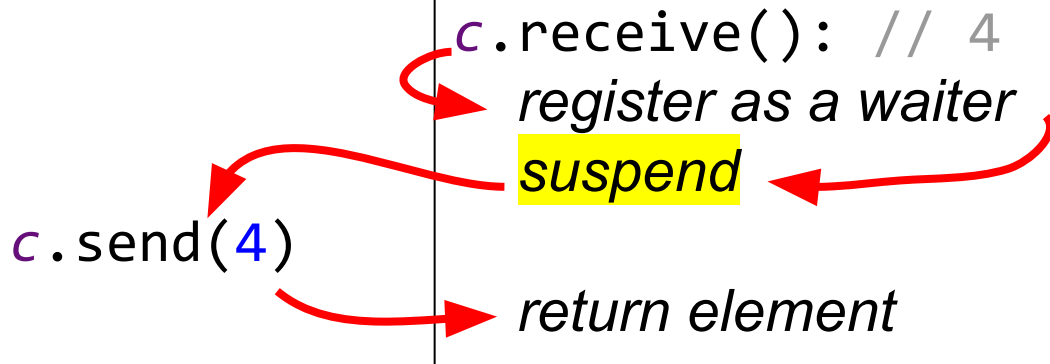 c.receive(): // 4
register as a waiter
suspend
c.send(4)
return element